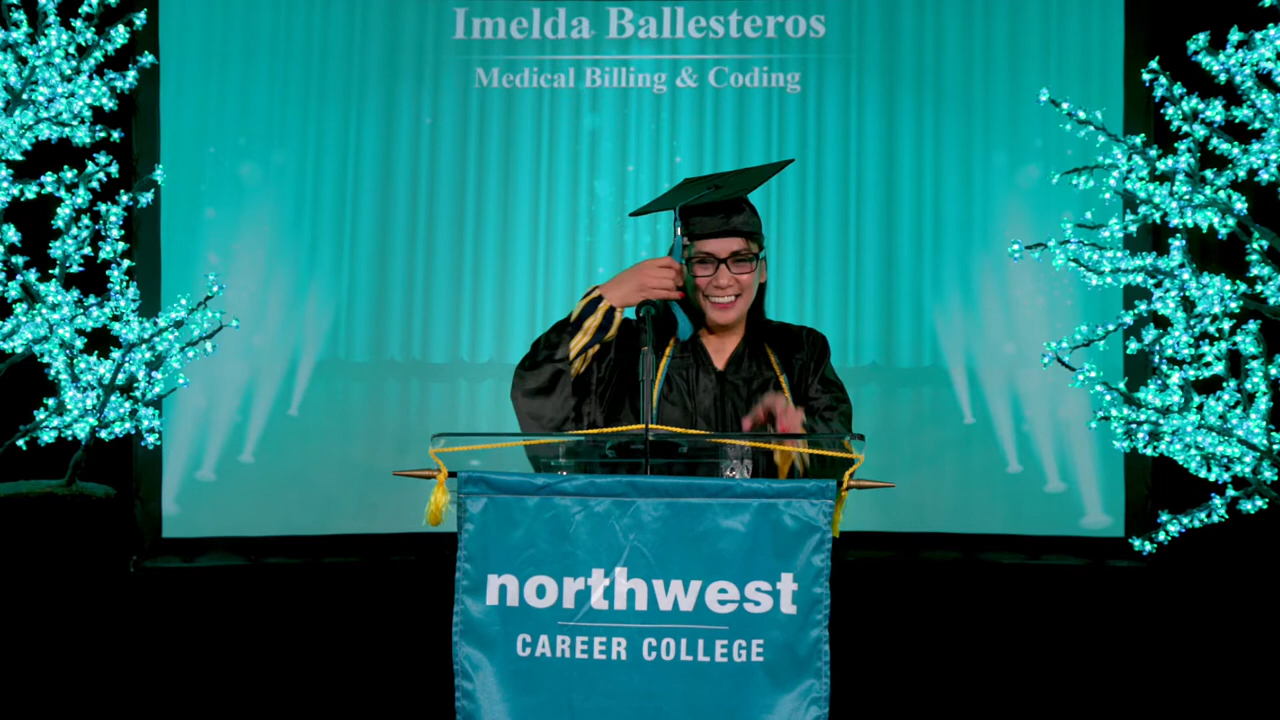 Imelda Ballesteros
Medical Billing & Coding
northwest
CAREER COLLEGE